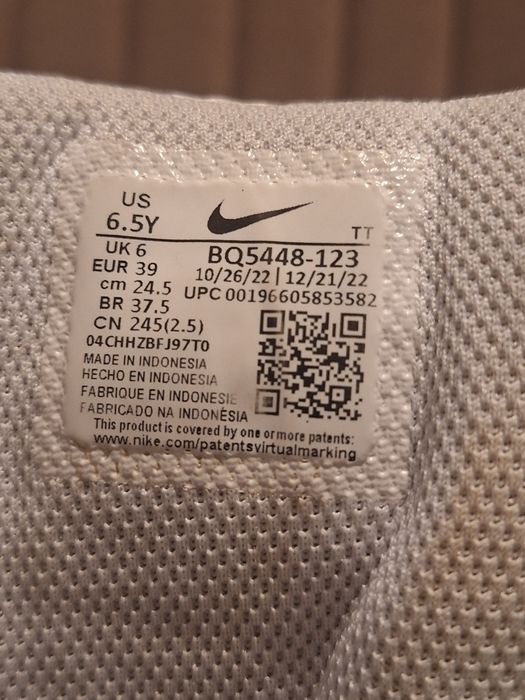 US
6.5Y
TT
UK 6
EUR 39
cm 24.5
BR 37.5
CN 245(2.5)
BQ5448-123
10/26/22 | 12/21/22
UPC 00196605853582
04CHHZBFJ97T0
MADE IN INDONESIA
HECHO EN INDONESIA
FABRIQUE EN INDONESIE
FABRICADO NA INDONÉSIA
This product is covered by one or more patents:
www.nike.com/patentsvirtualmarking